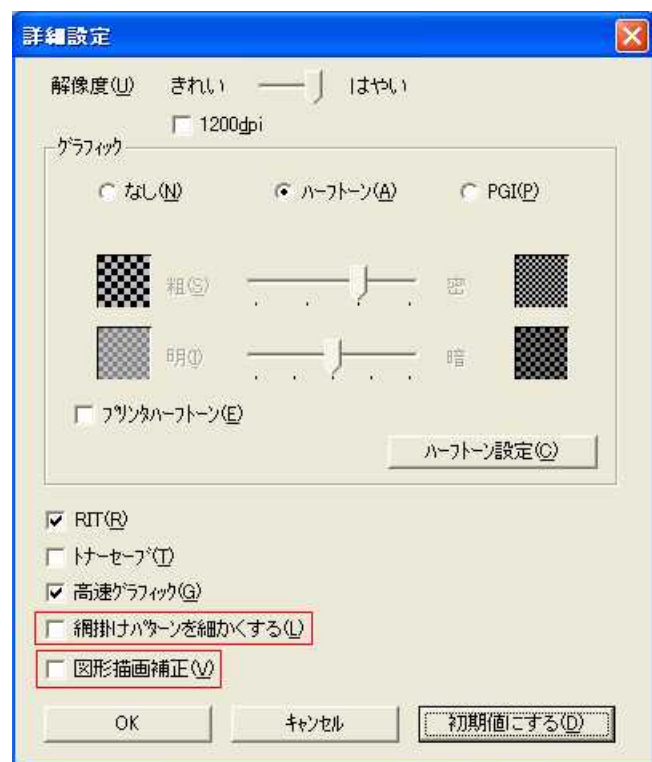 詳細設定
解像度(U) きれい はやい
1200dpi
グラフィック
なし(N) ハーフトーン(A) PGI(P)
粗(S) 密
明(I) 暗
プリンタハーフトーン(E)
ハーフトーン設定(C)
RIT(R)
トナーセーブ(T)
高速グラフィック(G)
網掛けパターンを細かくする(L)
図形描画補正(V)
OK キャンセル 初期値にする(D)